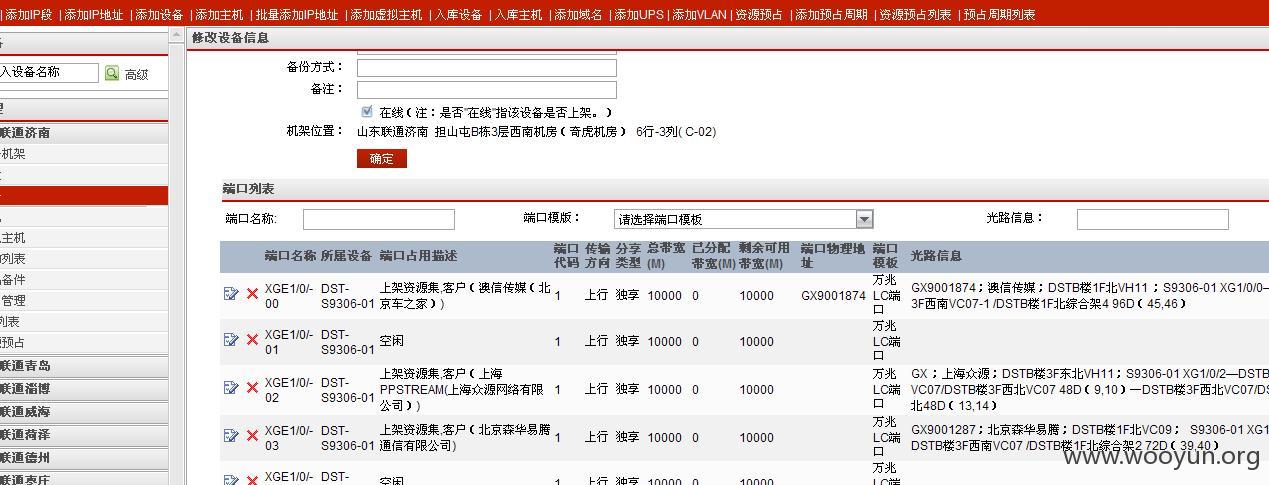 | 添加IP段 | 添加IP地址 | 添加设备 | 添加主机 | 批量添加IP地址 | 添加虚拟主机 | 入库设备 | 入库主机 | 添加域名 | 添加UPS | 添加VLAN | 资源预占 | 添加预占周期 | 资源预占列表 | 预占周期列表
修改设备信息
入设备名称 高级
联通济南
机架
主机
列表
备件
管理
列表
预占
联通青岛
联通淄博
联通威海
联通菏泽
联通德州
联通枣庄
备份方式：
备注：
在线（注：是否"在线"指该设备是否上架。）
机架位置： 山东联通济南 担山屯B栋3层西南机房（奇虎机房） 6行-3列( C-02)
确定
端口列表
端口名称: 端口模版： 请选择端口模板 光路信息：
端口名称 所属设备 端口占用描述 端口代码 传输方向 分享类型 总带宽(M) 已分配带宽(M) 剩余可用带宽(M) 端口物理地址 端口模板 光路信息
XGE1/0/-00 DST-S9306-01 上架资源集,客户（澳信传媒（北京车之家）) 1 上行 独享 10000 0 10000 GX9001874 万兆LC端口 GX9001874；澳信传媒；DSTB楼1F北VH11 ；S9306-01 XG1/0/0—
3F西南VC07-1 /DSTB楼1F北综合架4 96D（45,46）
XGE1/0/-01 DST-S9306-01 空闲 1 上行 独享 10000 0 10000 万兆LC端口
XGE1/0/-02 DST-S9306-01 上架资源集,客户（上海PPSTREAM(上海众源网络有限公司）) 1 上行 独享 10000 0 10000 万兆LC端口 GX；上海众源；DSTB楼3F东北VH11；S9306-01 XG1/0/2—DSTB
VC07/DSTB楼3F西北VC07 48D（9,10）—DSTB楼3F西北VC07/DS
北48D（13,14）
XGE1/0/-03 DST-S9306-01 上架资源集,客户（北京森华易腾通信有限公司) 1 上行 独享 10000 0 10000 万兆LC端口 GX9001287；北京森华易腾；DSTB楼1F北VC09； S9306-01 XG1
DSTB楼3F西南VC07 /DSTB楼1F北综合架2 72D（39,40）
XGE1/0/- DST- 空闲 万兆LC端
www.wooyun.org